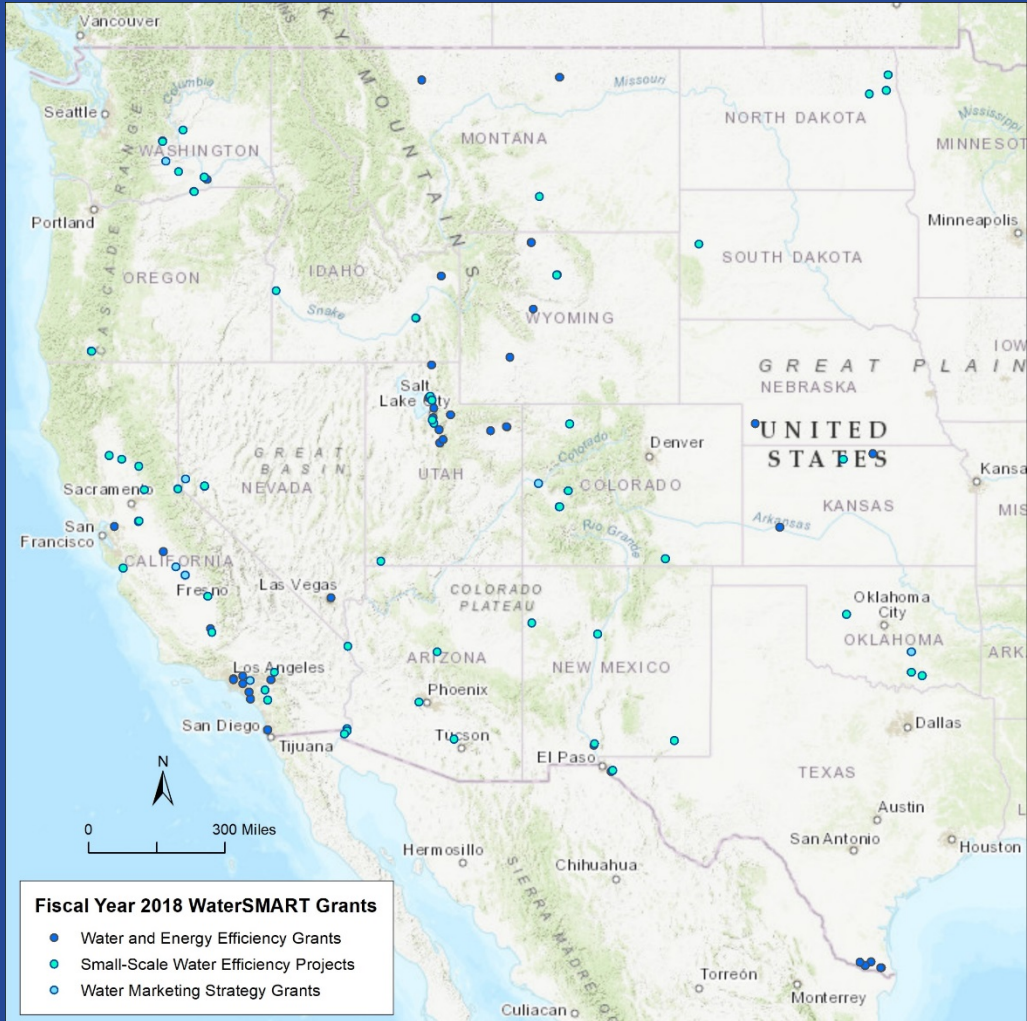 Vancouver
Columbia
Seattle
WASHINGTON
Missouri
MONTANA
NORTH DAKOTA
Mississippi
MINNESOT
Portland
CASCADE RANGE
KY MOUNTAINS
Minneapolis
OREGON
IDAHO
SOUTH DAKOTA
Snake
WYOMING
IOW
GREAT PLAIN
NEBRASKA
Salt
Lake City
UNITED
STATES
GREAT
BASIN
NEVADA
UTAH
Colorado
Denver
COLORADO
Kansa
KANSAS
MIS
Sacramento
San
Francisco
CALIFORNIA
Fresno
Las Vegas
Rio Grande
Arkansas
COLORADO
PLATEAU
Oklahoma
City
OKLAHOMA
ARK
Los Angeles
ARIZONA
NEW MEXICO
Phoenix
San Diego
Tijuana
Tucson
El Paso
Dallas
TEXAS
Austin
San Antonio
Houston
N
0 300 Miles
Hermosillo
Chihuahua
SIERRA MADRE
Torreón
Monterrey
Culiacan
Fiscal Year 2018 WaterSMART Grants
Water and Energy Efficiency Grants
Small-Scale Water Efficiency Projects
Water Marketing Strategy Grants